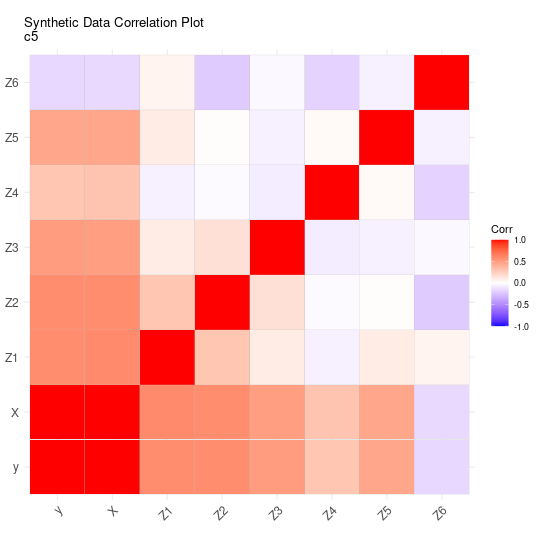 Synthetic Data Correlation Plot
c5
Z6
Z5
Z4
Z3
Z2
Z1
X
y
y
X
Z1
Z2
Z3
Z4
Z5
Z6
Corr
1.0
0.5
0.0
-0.5
-1.0